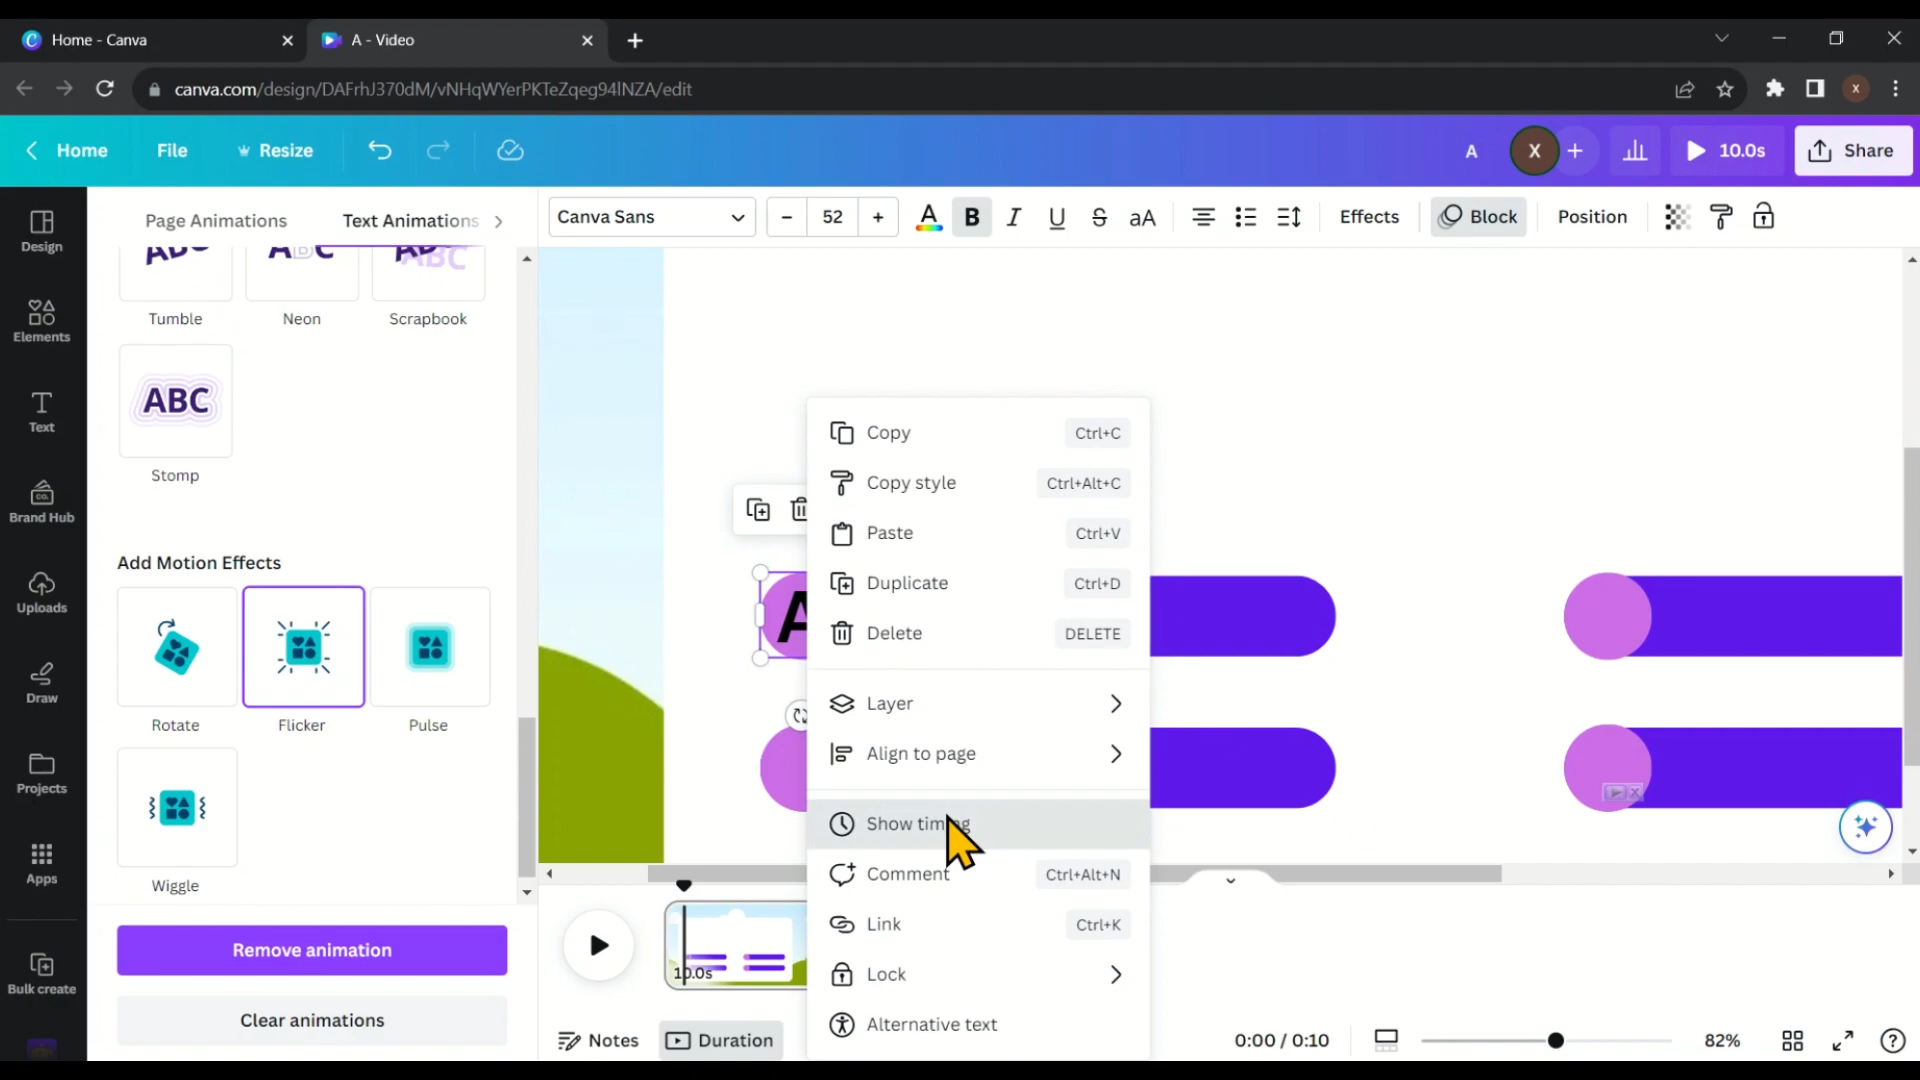 Home - Canva
A - Video
canva.com/design/DAFrhJ370dM/vNHqWYerPKTeZqeg94lNZA/edit
X
Home
File
Resize
A
X
10.0s
Share
Design
Elements
Text
Brand Hub
Uploads
Draw
Projects
Apps
Bulk create
Page Animations
Text Animations
ABC
ABC
ABC
Tumble
Neon
Scrapbook
ABC
Stomp
Add Motion Effects
Rotate
Flicker
Pulse
Wiggle
Remove animation
Clear animations
Canva Sans
- 52 +
A
B
I
U
S
aA
Effects
Block
Position
A
Copy Ctrl+C
Copy style Ctrl+Alt+C
Paste Ctrl+V
Duplicate Ctrl+D
Delete DELETE
Layer
Align to page
Comment Ctrl+Alt+N
Link Ctrl+K
Lock
Alternative text
10.0s
Notes
Duration
0:00 / 0:10
82%